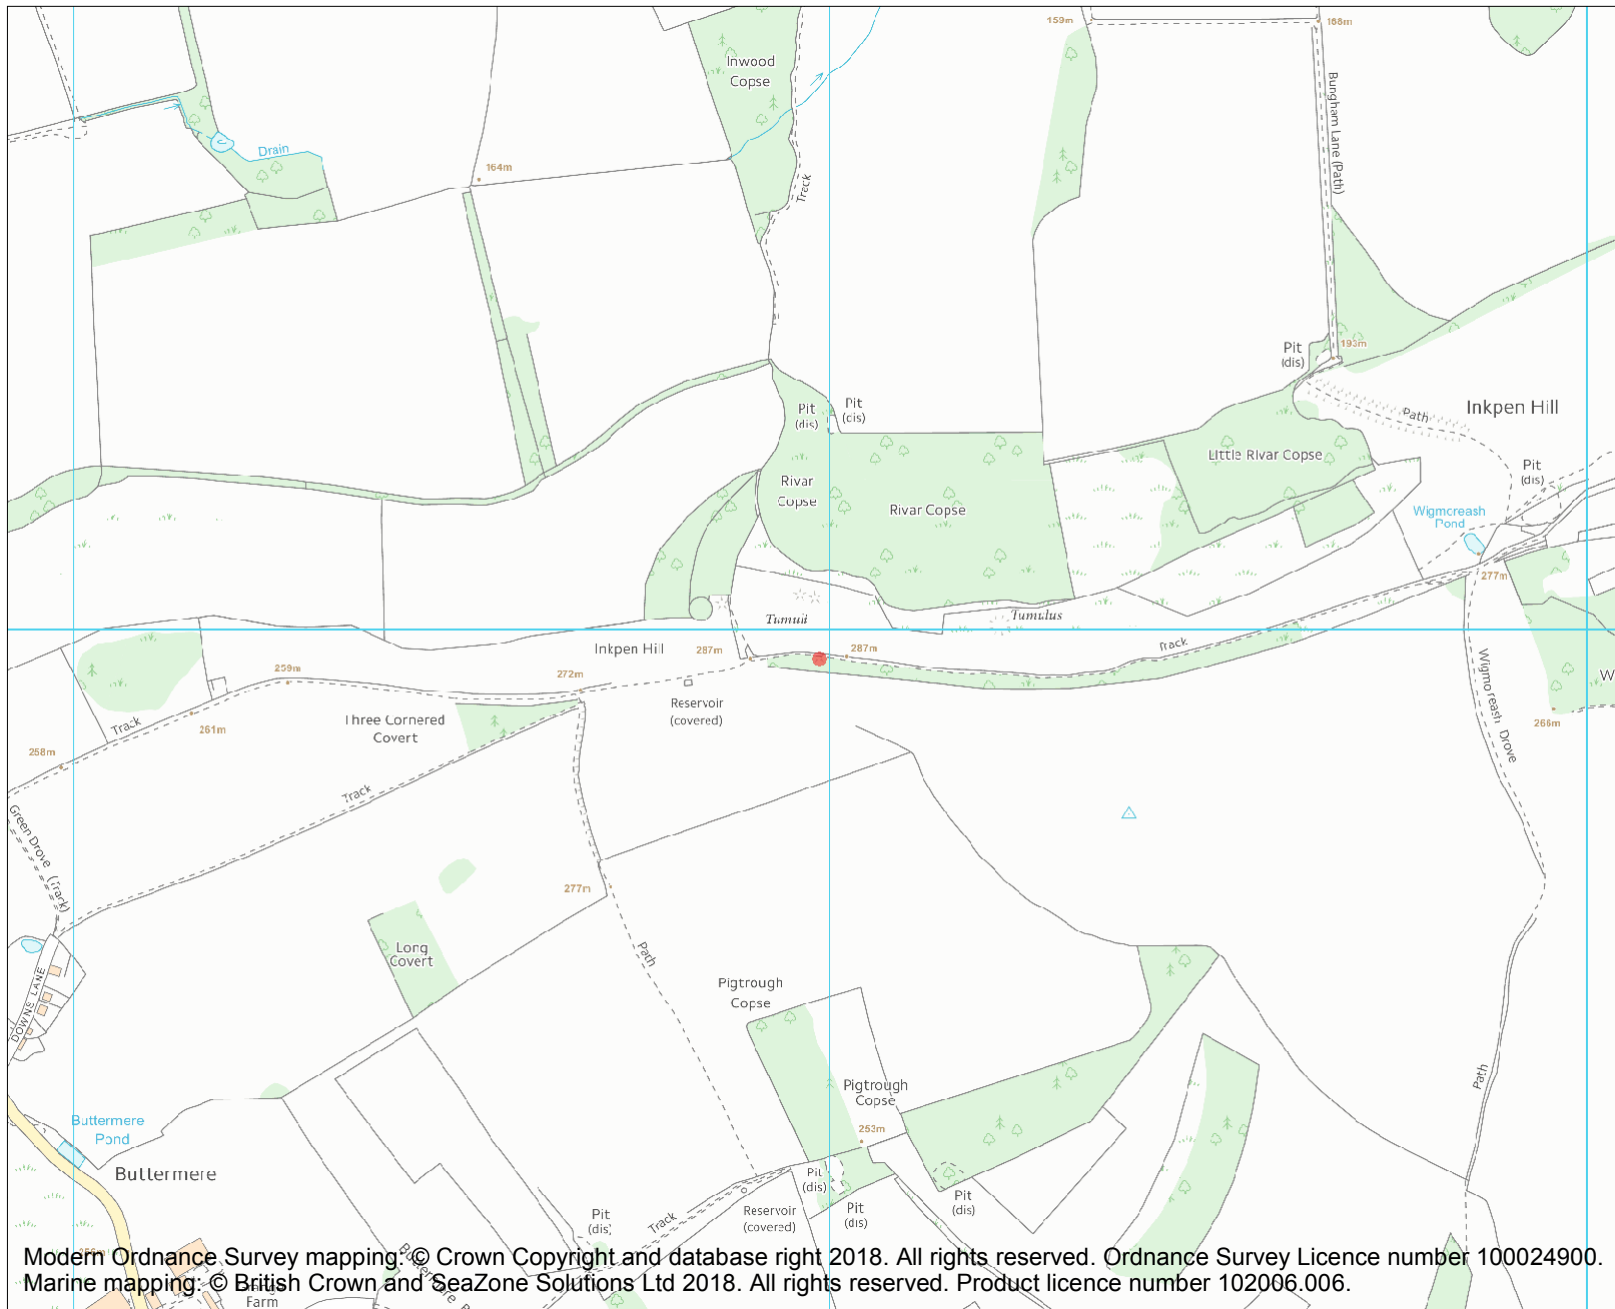 159m
168m
Inwood
Copse
Bungham Lane (Path)
Drain
164m
Track
Pit
(dis)
193m
Path
Inkpen Hill
Pit
(dis)
Pit
(dis)
Little Rivar Copse
Pit
(dis)
Rivar
Copse
Rivar Copse
Wigmoreash
Pond
277m
Tumuli
Tumulus
Track
Inkpen Hill
287m
287m
259m
272m
Reservoir
(covered)
Wigmoreash Drove
W
266m
Three Cornered
Covert
261m
Track
258m
Track
Green Drove (Track)
277m
Long
Covert
Path
DOWNS LANE
Pigtrough
Copse
Pigtrough
Copse
Path
253m
Buttermere
Pond
Buttermere
Pit
(dis)
Pit
(dis)
Pit
(dis)
Reservoir
(covered)
Track
Pit
(dis)
Farm
Modern Ordnance Survey mapping: © Crown Copyright and database right 2018. All rights reserved. Ordnance Survey Licence number 100024900.
Marine mapping: © British Crown and SeaZone Solutions Ltd 2018. All rights reserved. Product licence number 102006.006.